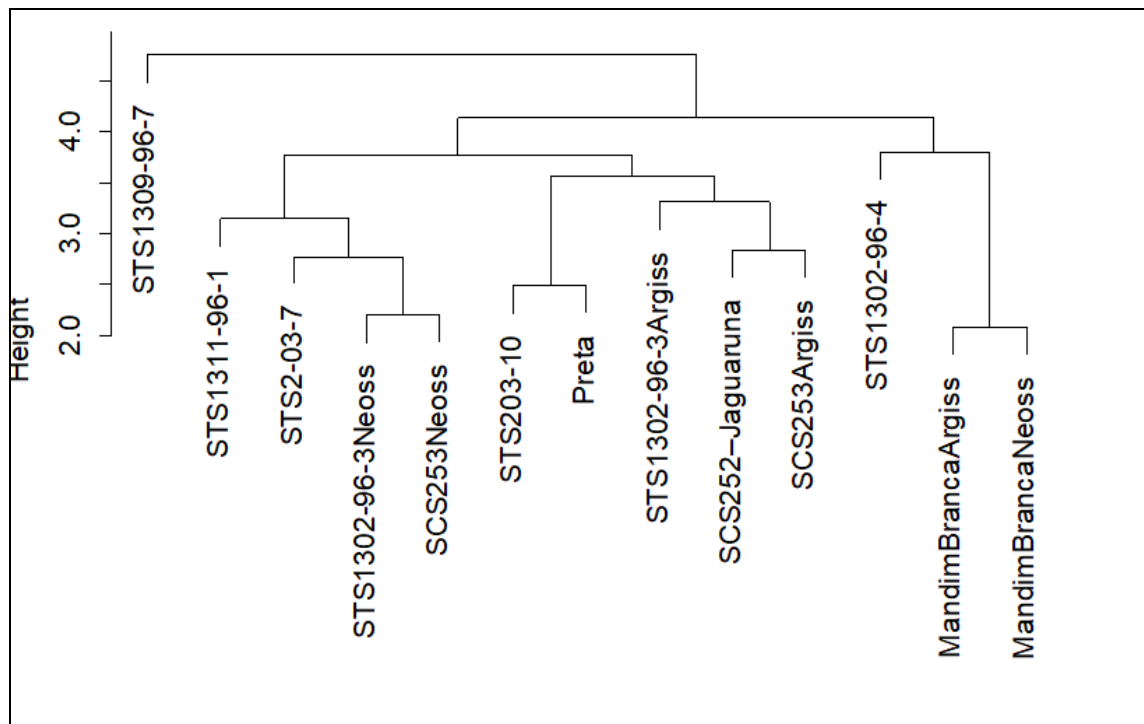 Height
4.0
3.0
2.0
STS1309-96-7
STS1311-96-1
STS2-03-7
STS1302-96-3Neoss
SCS253Neoss
STS203-10
Preta
STS1302-96-3Argiss
SCS252–Jaguaruna
SCS253Argiss
STS1302-96-4
MandimBrancaArgiss
MandimBrancaNeoss